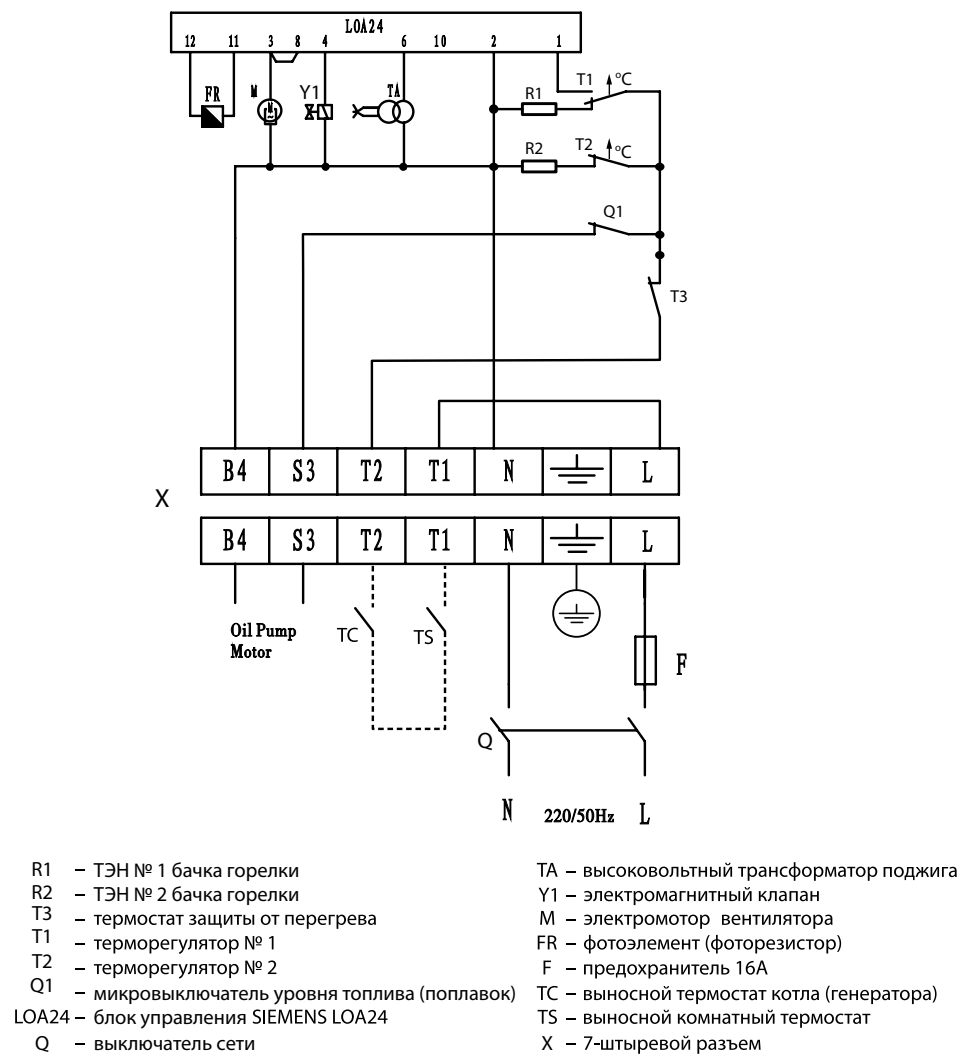 LOA24
12 11 3 8 4 6 10 2 1
FR
M
M
Y1
TA
R1
T1
°C
R2
T2
°C
Q1
T3
X
B4 S3 T2 T1 N L
B4 S3 T2 T1 N L
Oil Pump
Motor
TC
TS
F
Q
N 220/50Hz L
R1 – ТЭН № 1 бачка горелки
R2 – ТЭН № 2 бачка горелки
T3 – термостат защиты от перегрева
T1 – терморегулятор № 1
T2 – терморегулятор № 2
Q1 – микровыключатель уровня топлива (поплавок)
LOA24 – блок управления SIEMENS LOA24
Q – выключатель сети
TA – высоковольтный трансформатор поджига
Y1 – электромагнитный клапан
M – электромотор вентилятора
FR – фотоэлемент (фоторезистор)
F – предохранитель 16А
TC – выносной термостат котла (генератора)
TS – выносной комнатный термостат
X – 7-штыревой разъем